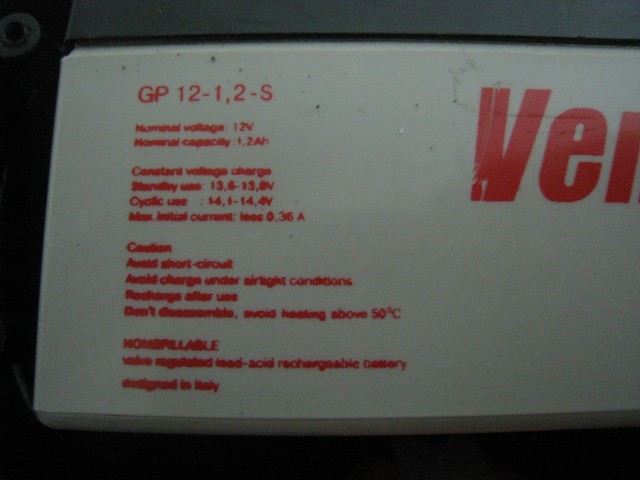 GP 12-1,2-S
Ven
Nominal voltage: 12V
Nominal capacity: 1,2Ah
Constant voltage charge
Standby use: 13,6-13,8V
Cyclic use : 14,1-14,4V
Max.initial current: less 0,36 A
Caution
Avoid short-circuit
Avoid charge under airtight conditions
Recharge after use
Don't disassemble, avoid heating above 50°C
NONSPILLABLE
valve regulated lead-acid rechargeable battery
designed in Italy